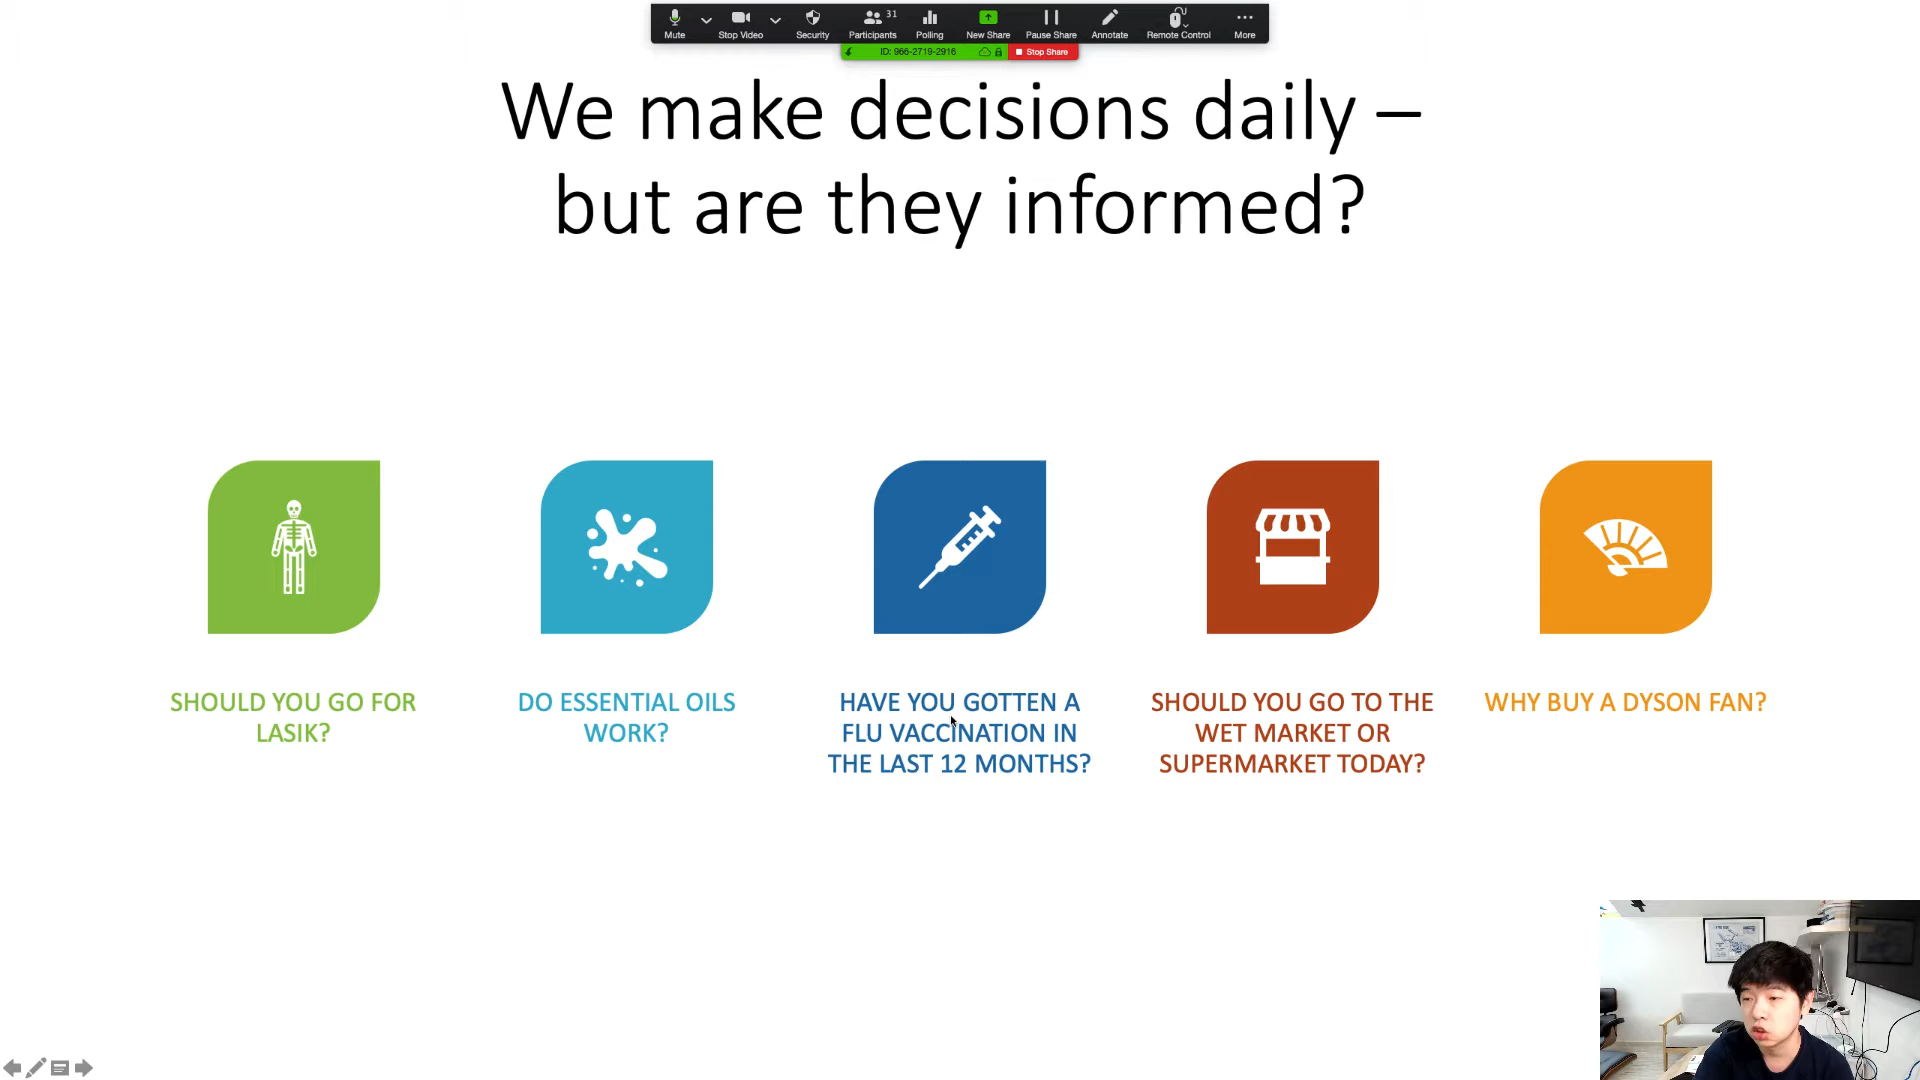 Mute
Stop Video
Security
Participants
31
Polling
New Share
Pause Share
Annotate
Remote Control
More
ID: 966-2719-2916
Stop Share
We make decisions daily –
but are they informed?
SHOULD YOU GO FOR
LASIK?
DO ESSENTIAL OILS
WORK?
HAVE YOU GOTTEN A
FLU VACCINATION IN
THE LAST 12 MONTHS?
SHOULD YOU GO TO THE
WET MARKET OR
SUPERMARKET TODAY?
WHY BUY A DYSON FAN?